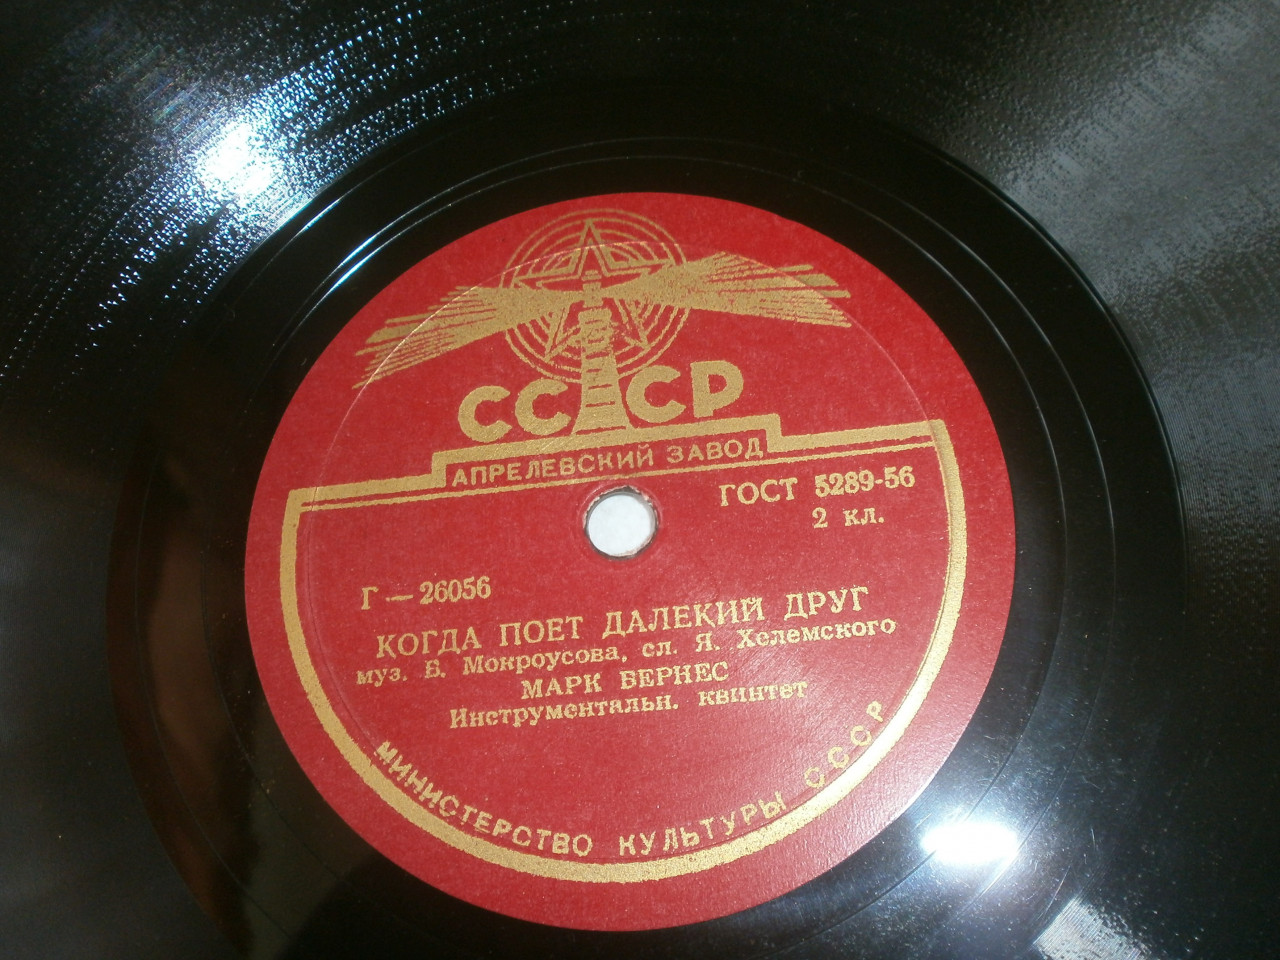 СССР
АПРЕЛЕВСКИЙ ЗАВОД
ГОСТ 5289-56
2 кл.
Г — 26056
КОГДА ПОЕТ ДАЛЕКИЙ ДРУГ
муз. Б. Мокроусова, сл. Я. Хелемского
МАРК БЕРНЕС
Инструментальн. квинтет
МИНИСТЕРСТВО КУЛЬТУРЫ СССР